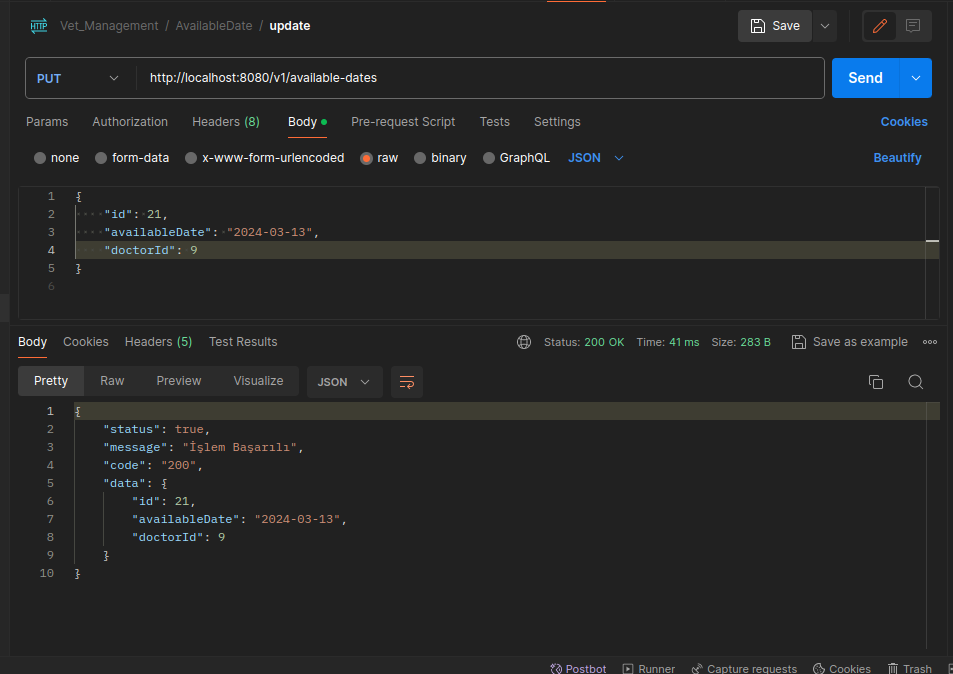 HTTP Vet_Management / AvailableDate / update Save
PUT http://localhost:8080/v1/available-dates Send
Params Authorization Headers (8) Body Pre-request Script Tests Settings Cookies
none form-data x-www-form-urlencoded raw binary GraphQL JSON Beautify
1 {
2 "id": 21,
3 "availableDate": "2024-03-13",
4 "doctorId": 9
5 }
6
Body Cookies Headers (5) Test Results Status: 200 OK Time: 41 ms Size: 283 B Save as example
Pretty Raw Preview Visualize JSON
1 {
2 "status": true,
3 "message": "İşlem Başarılı",
4 "code": "200",
5 "data": {
6 "id": 21,
7 "availableDate": "2024-03-13",
8 "doctorId": 9
9 }
10 }
Postbot Runner Capture requests Cookies Trash